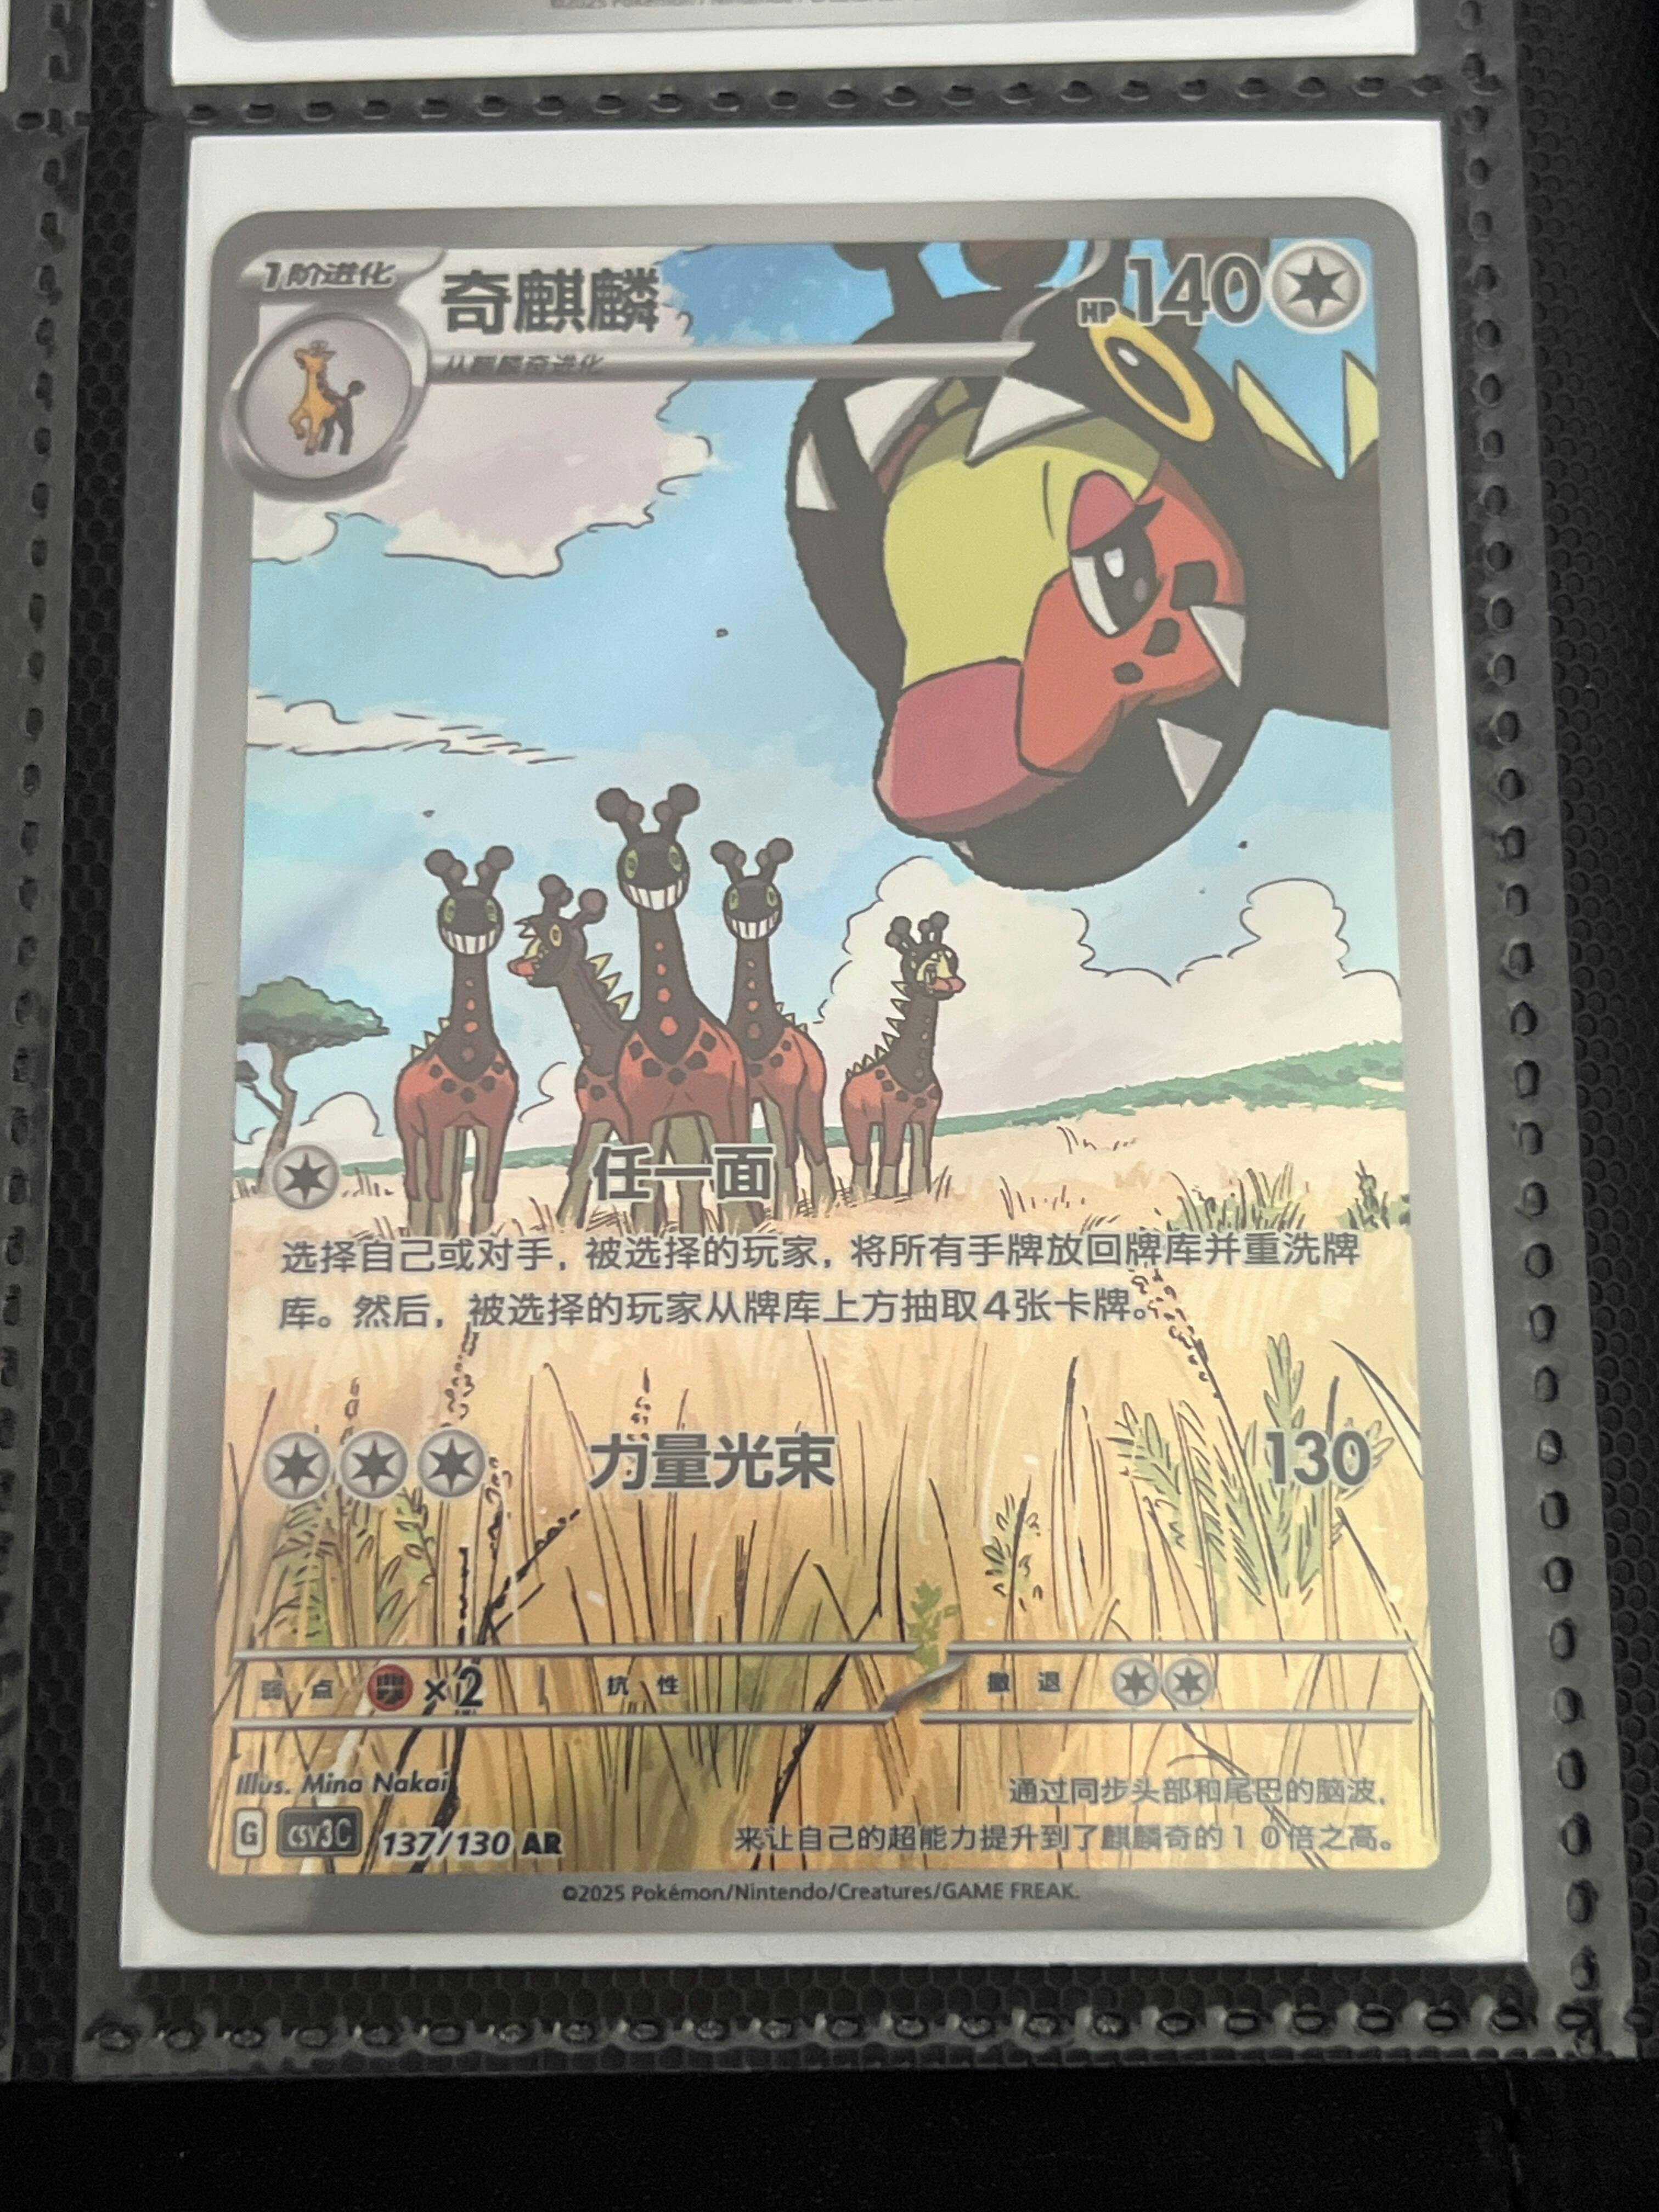 ©2025 Pokémon/Nintendo/
1阶进化 奇麒麟 HP 140
从麒麟奇进化
任一面
选择自己或对手，被选择的玩家，将所有手牌放回牌库并重洗牌
库。然后，被选择的玩家从牌库上方抽取4张卡牌。
力量光束 130
弱点 ×2 抗性 撤退
Illus. Mina Nakai
通过同步头部和尾巴的脑波，
G CSV3C 137/130 AR 来让自己的超能力提升到了麒麟奇的10倍之高。
©2025 Pokémon/Nintendo/Creatures/GAME FREAK.